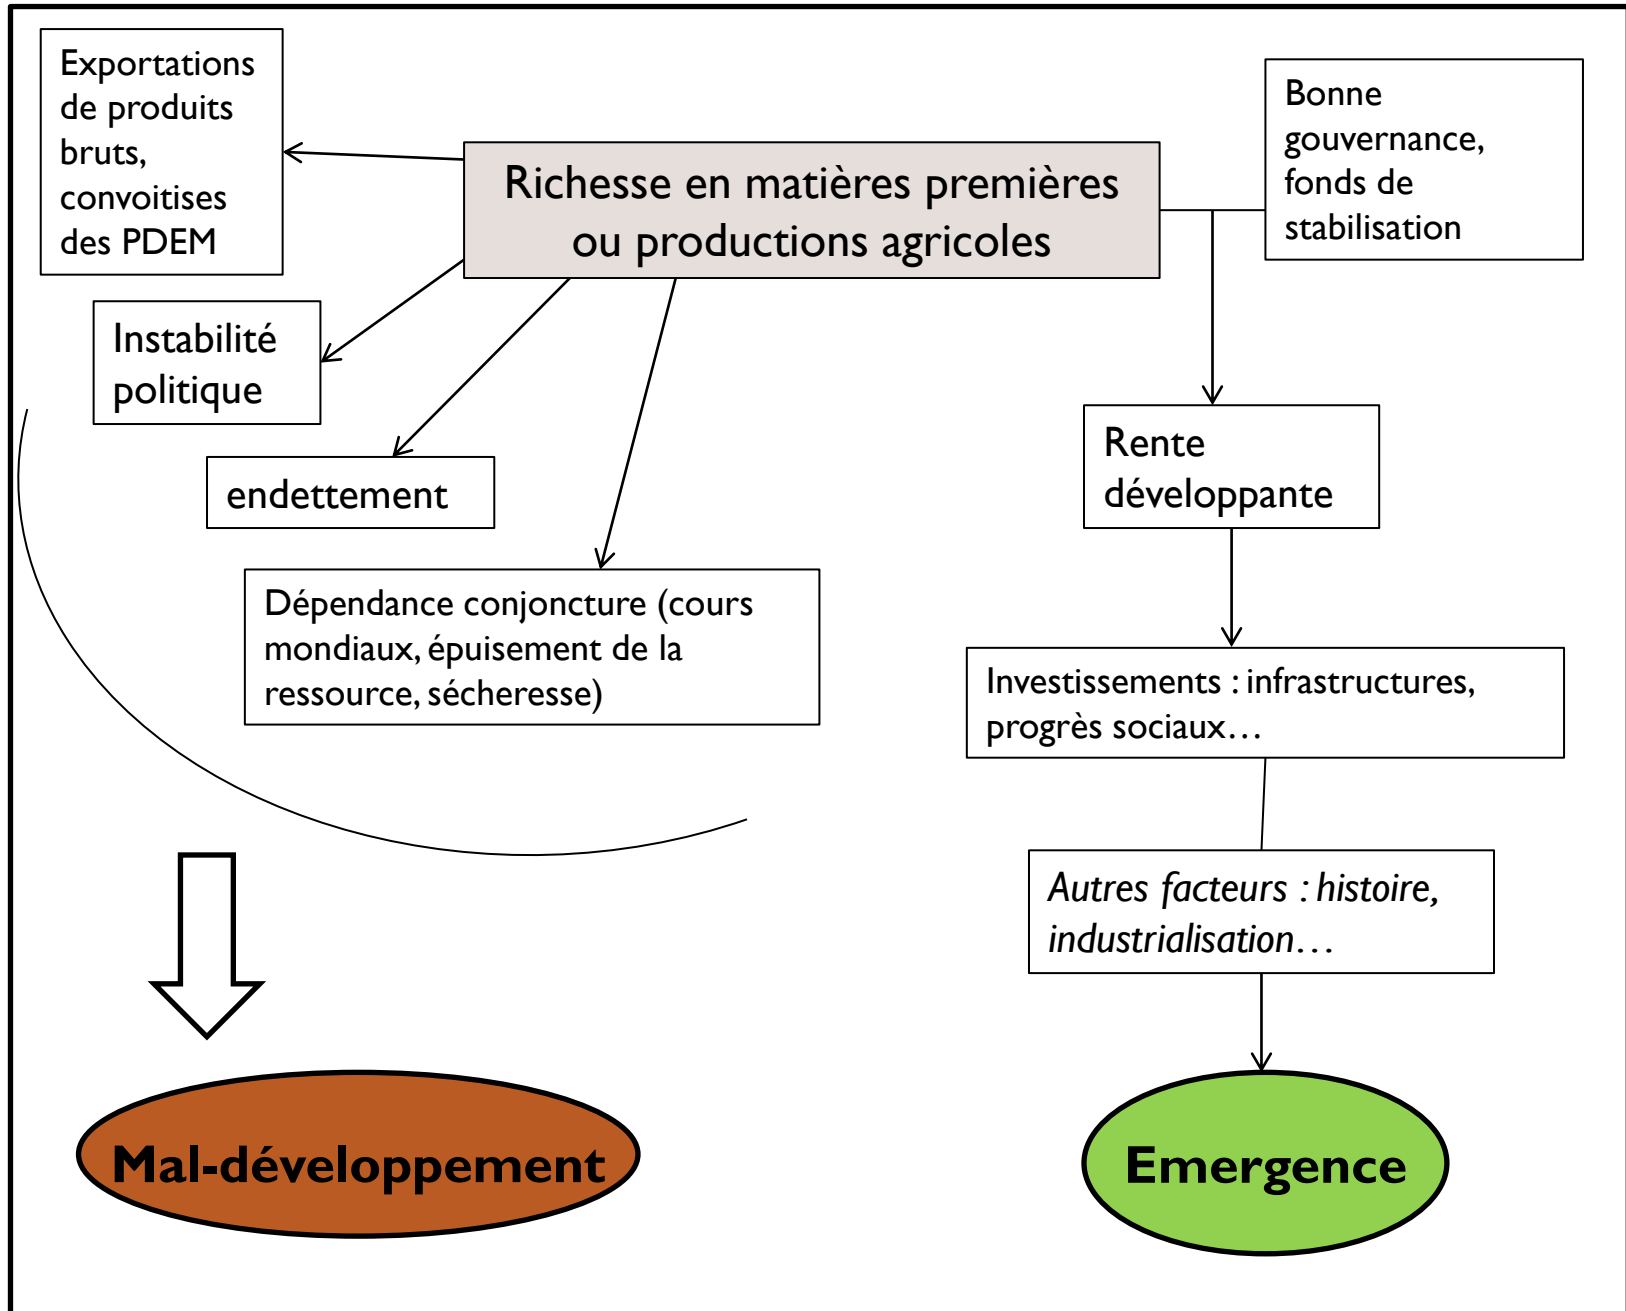 Exportations
de produits
bruts,
convoitises
des PDEM
Richesse en matières premières
ou productions agricoles
Bonne
gouvernance,
fonds de
stabilisation
Instabilité
politique
endettement
Dépendance conjoncture (cours
mondiaux, épuisement de la
ressource, sécheresse)
Rente
développante
Investissements : infrastructures,
progrès sociaux…
Autres facteurs : histoire,
industrialisation…
Mal-développement
Emergence